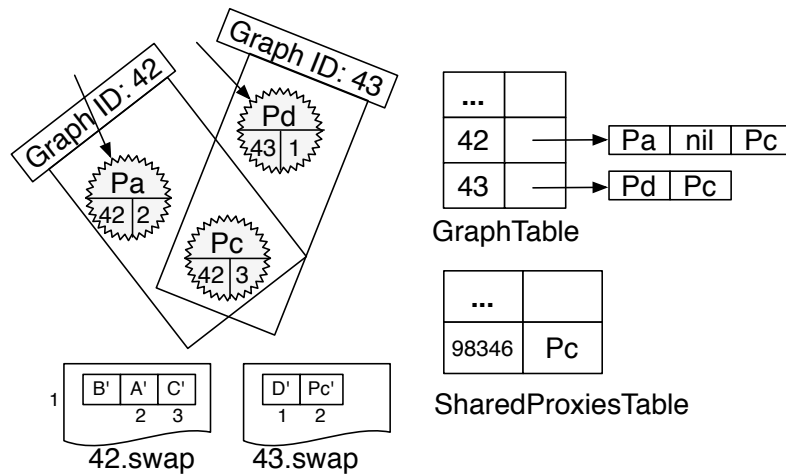 Graph ID: 42
Graph ID: 43
Pd
43 1
Pa
42 2
Pc
42 3
...
42 Pa nil Pc
43 Pd Pc
GraphTable
...
98346 Pc
SharedProxiesTable
B' A' C'
1 2 3
42.swap
D' Pc'
1 2
43.swap